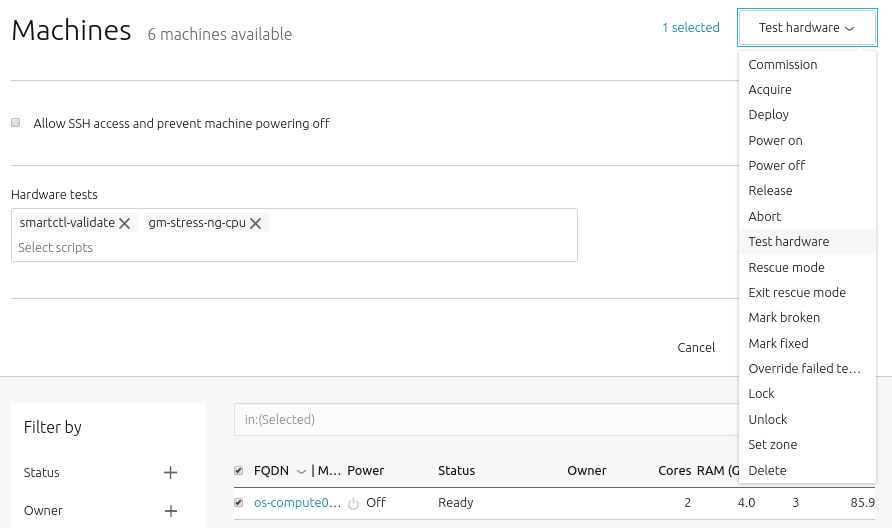 Machines 6 machines available 1 selected Test hardware
Commission
Acquire
Deploy
Power on
Power off
Release
Abort
Test hardware
Rescue mode
Exit rescue mode
Mark broken
Mark fixed
Override failed te...
Lock
Unlock
Set zone
Delete
Allow SSH access and prevent machine powering off
Hardware tests
smartctl-validate gm-stress-ng-cpu
Select scripts
Cancel
Filter by
Status
Owner
in:(Selected)
FQDN | M... Power Status Owner Cores RAM (G
os-compute0... Off Ready 2 4.0 3 85.9